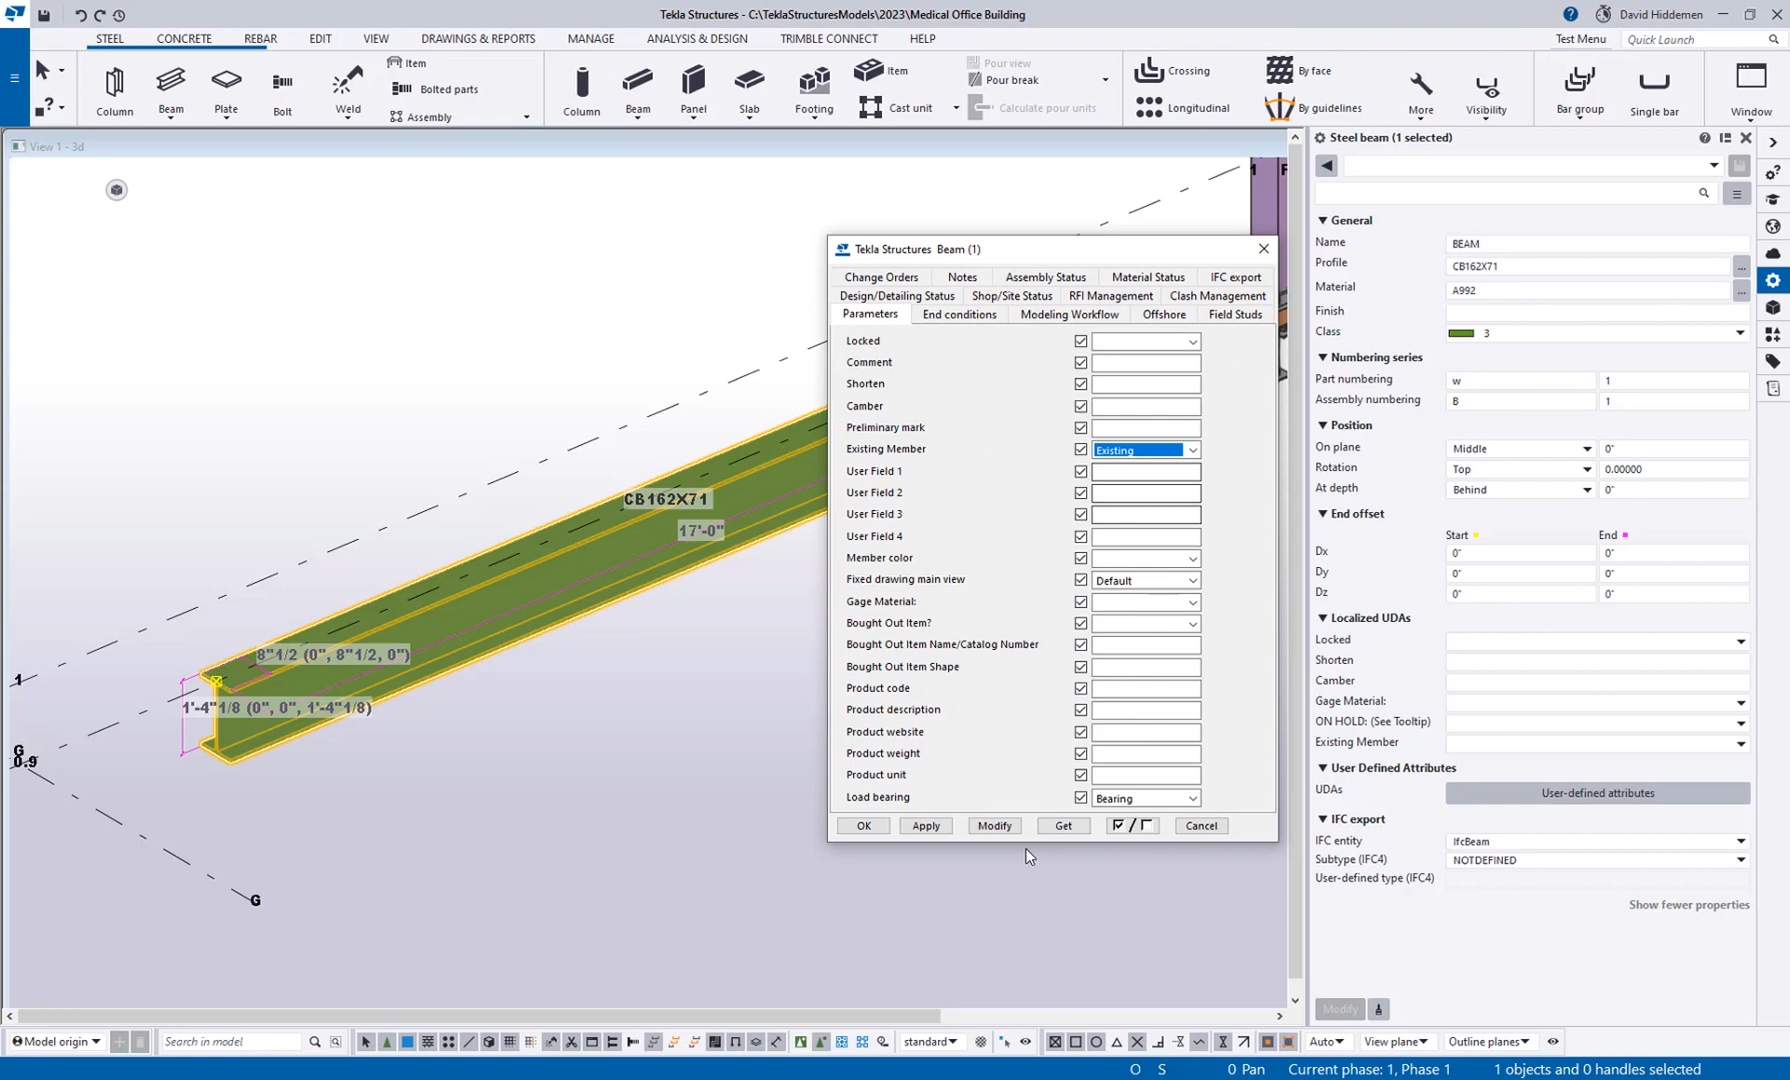 Tekla Structures - C:\TeklaStructuresModels\2023\Medical Office Building
David Hiddemen
STEEL CONCRETE REBAR EDIT VIEW DRAWINGS & REPORTS MANAGE ANALYSIS & DESIGN TRIMBLE CONNECT HELP Test Menu Quick Launch
Column Beam Plate Bolt Weld Item Bolted parts Assembly
Column Beam Panel Slab Footing Item Cast unit Pour view Pour break Calculate pour units
Crossing Longitudinal By face By guidelines More Visibility Bar group Single bar Window
View 1 - 3d
CB162X71
17'-0"
8"1/2 (0", 8"1/2, 0")
1'-4"1/8 (0", 0", 1'-4"1/8)
1
G
0.9
G
1 F
Tekla Structures Beam (1)
Change Orders Notes Assembly Status Material Status IFC export
Design/Detailing Status Shop/Site Status RFI Management Clash Management
Parameters End conditions Modeling Workflow Offshore Field Studs
Locked
Comment
Shorten
Camber
Preliminary mark
Existing Member Existing
User Field 1
User Field 2
User Field 3
User Field 4
Member color
Fixed drawing main view Default
Gage Material:
Bought Out Item?
Bought Out Item Name/Catalog Number
Bought Out Item Shape
Product code
Product description
Product website
Product weight
Product unit
Load bearing Bearing
OK Apply Modify Get / Cancel
Steel beam (1 selected)
General
Name BEAM
Profile CB162X71 ...
Material A992 ...
Finish
Class 3
Numbering series
Part numbering w 1
Assembly numbering B 1
Position
On plane Middle 0"
Rotation Top 0.00000
At depth Behind 0"
End offset
Start End
Dx 0" 0"
Dy 0" 0"
Dz 0" 0"
Localized UDAs
Locked
Shorten
Camber
Gage Material:
ON HOLD: (See Tooltip)
Existing Member
User Defined Attributes
UDAs User-defined attributes
IFC export
IFC entity IfcBeam
Subtype (IFC4) NOTDEFINED
User-defined type (IFC4)
Show fewer properties
Modify
Model origin Search in model standard Auto View plane Outline planes
O S 0 Pan Current phase: 1, Phase 1 1 objects and 0 handles selected